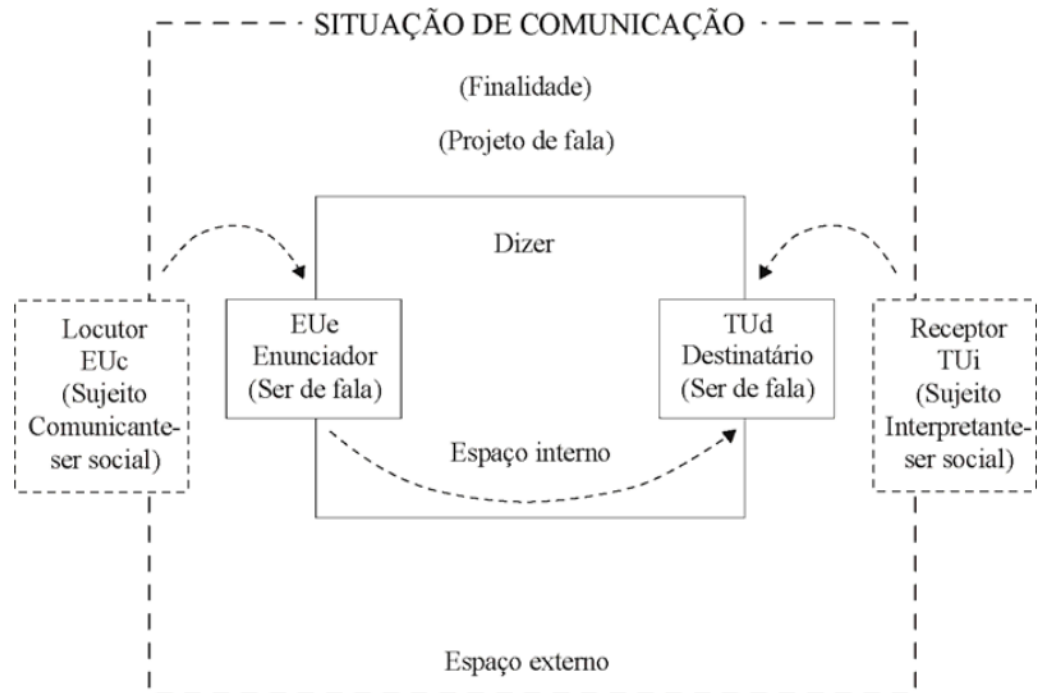 SITUAÇÃO DE COMUNICAÇÃO
(Finalidade)
(Projeto de fala)
Dizer
Locutor
EUc
(Sujeito
Comunicante-
ser social)
EUe
Enunciador
(Ser de fala)
TUd
Destinatário
(Ser de fala)
Receptor
TUi
(Sujeito
Interpretante-
ser social)
Espaço interno
Espaço externo